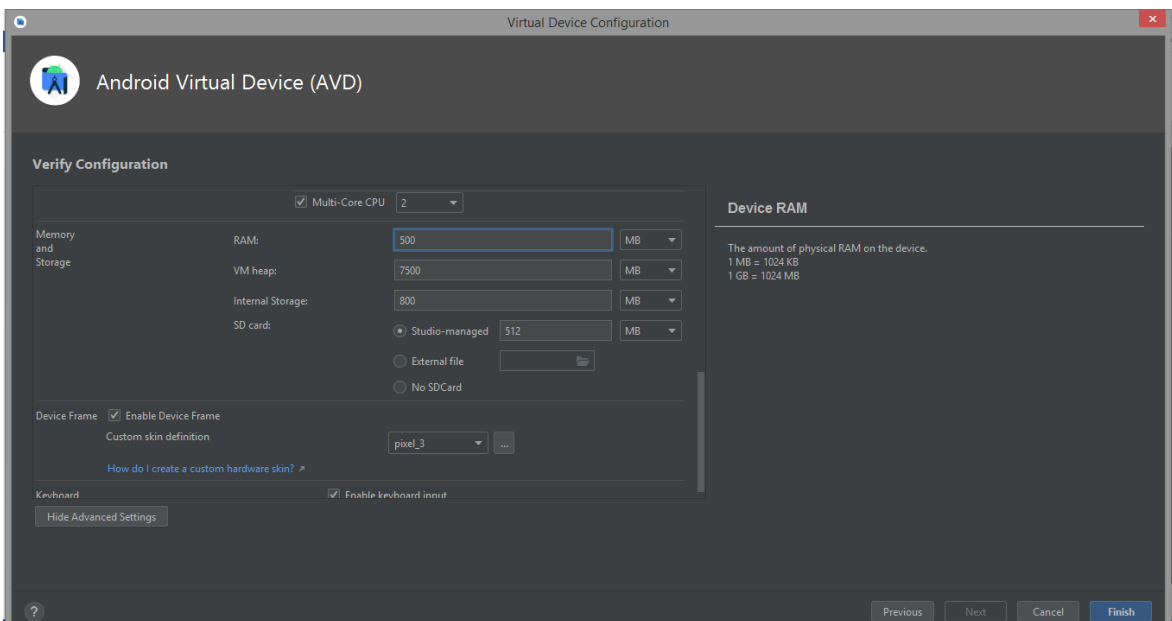 Virtual Device Configuration
Android Virtual Device (AVD)
Verify Configuration
Multi-Core CPU 2
Memory
and
Storage
RAM: 500 MB
VM heap: 7500 MB
Internal Storage: 800 MB
SD card: Studio-managed 512 MB
External file
No SDCard
Device Frame Enable Device Frame
Custom skin definition pixel_3 ...
How do I create a custom hardware skin? ↗
Keyboard Enable keyboard input
Hide Advanced Settings
Device RAM
The amount of physical RAM on the device.
1 MB = 1024 KB
1 GB = 1024 MB
? Previous Next Cancel Finish